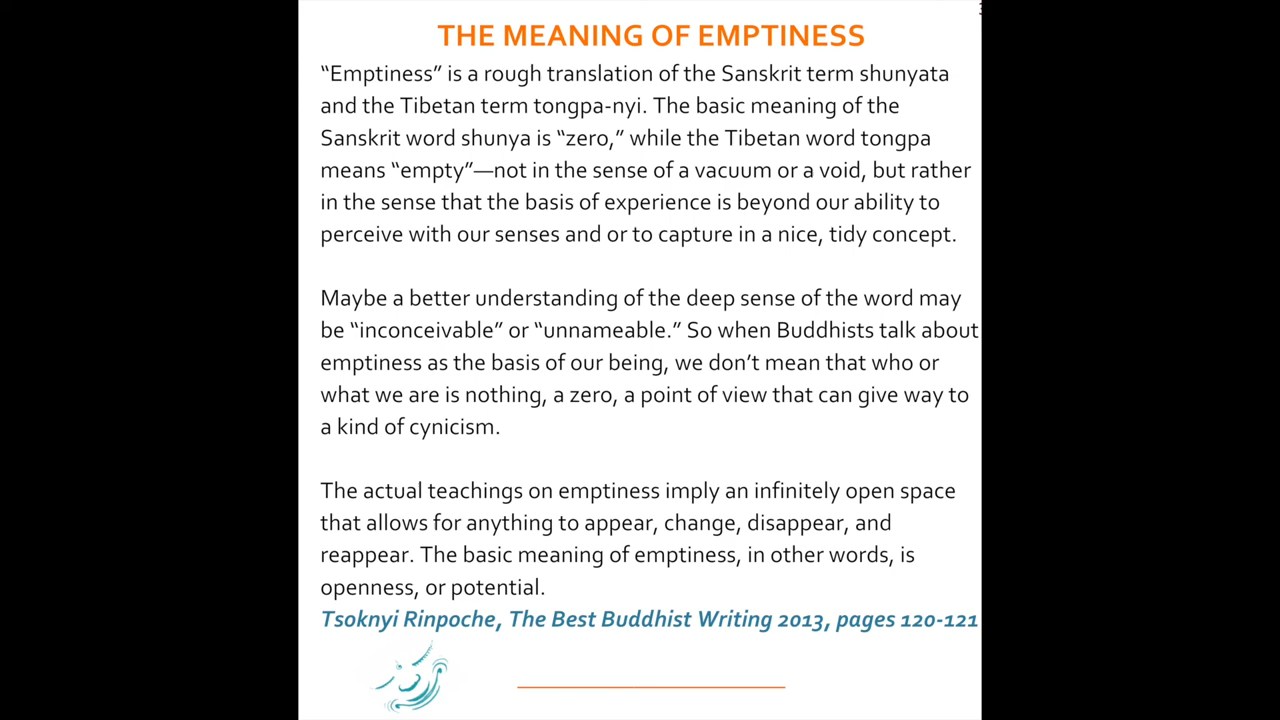 THE MEANING OF EMPTINESS
“Emptiness” is a rough translation of the Sanskrit term shunyata
and the Tibetan term tongpa-nyi. The basic meaning of the
Sanskrit word shunya is “zero,” while the Tibetan word tongpa
means “empty”—not in the sense of a vacuum or a void, but rather
in the sense that the basis of experience is beyond our ability to
perceive with our senses and or to capture in a nice, tidy concept.
Maybe a better understanding of the deep sense of the word may
be “inconceivable” or “unnameable.” So when Buddhists talk about
emptiness as the basis of our being, we don’t mean that who or
what we are is nothing, a zero, a point of view that can give way to
a kind of cynicism.
The actual teachings on emptiness imply an infinitely open space
that allows for anything to appear, change, disappear, and
reappear. The basic meaning of emptiness, in other words, is
openness, or potential.
Tsoknyi Rinpoche, The Best Buddhist Writing 2013, pages 120-121